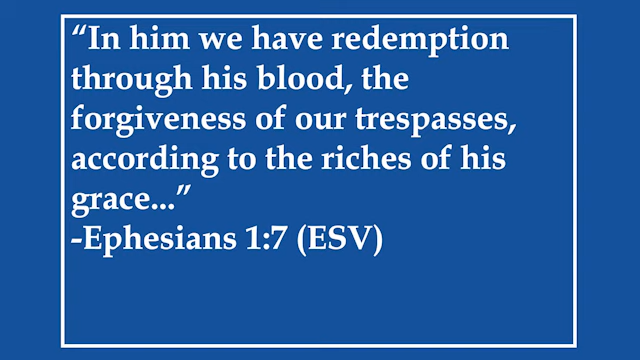 “In him we have redemption
through his blood, the
forgiveness of our trespasses,
according to the riches of his
grace...”
-Ephesians 1:7 (ESV)